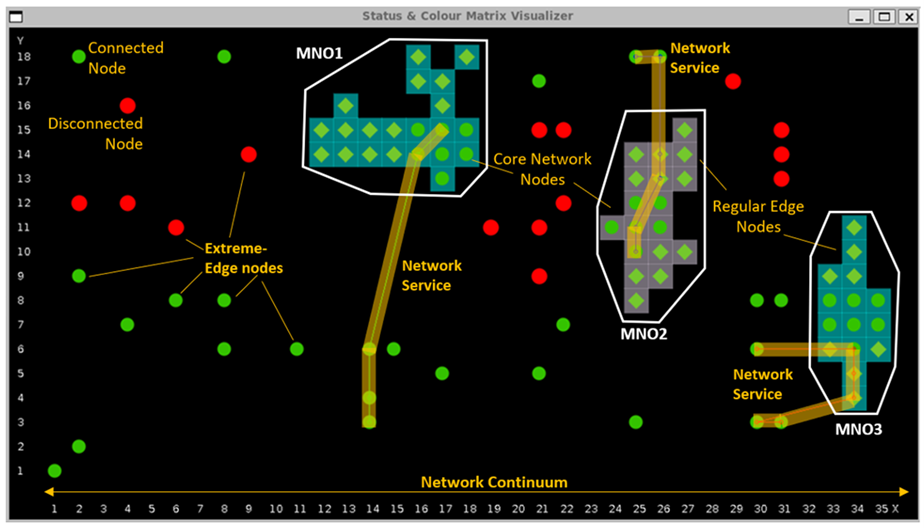 Status & Colour Matrix Visualizer
Y
18
17
16
15
14
13
12
11
10
9
8
7
6
5
4
3
2
1
Connected
Node
Disconnected
Node
MNO1
Network
Service
Core Network
Nodes
Regular Edge
Nodes
Extreme-
Edge nodes
Network
Service
MNO2
Network
Service
MNO3
Network Continuum
1 2 3 4 5 6 7 8 9 10 11 12 13 14 15 16 17 18 19 20 21 22 23 24 25 26 27 28 29 30 31 32 33 34 35 X